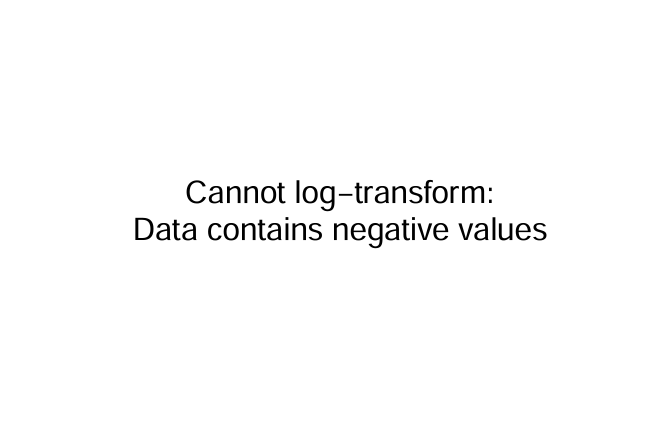 Cannot log−transform:
Data contains negative values